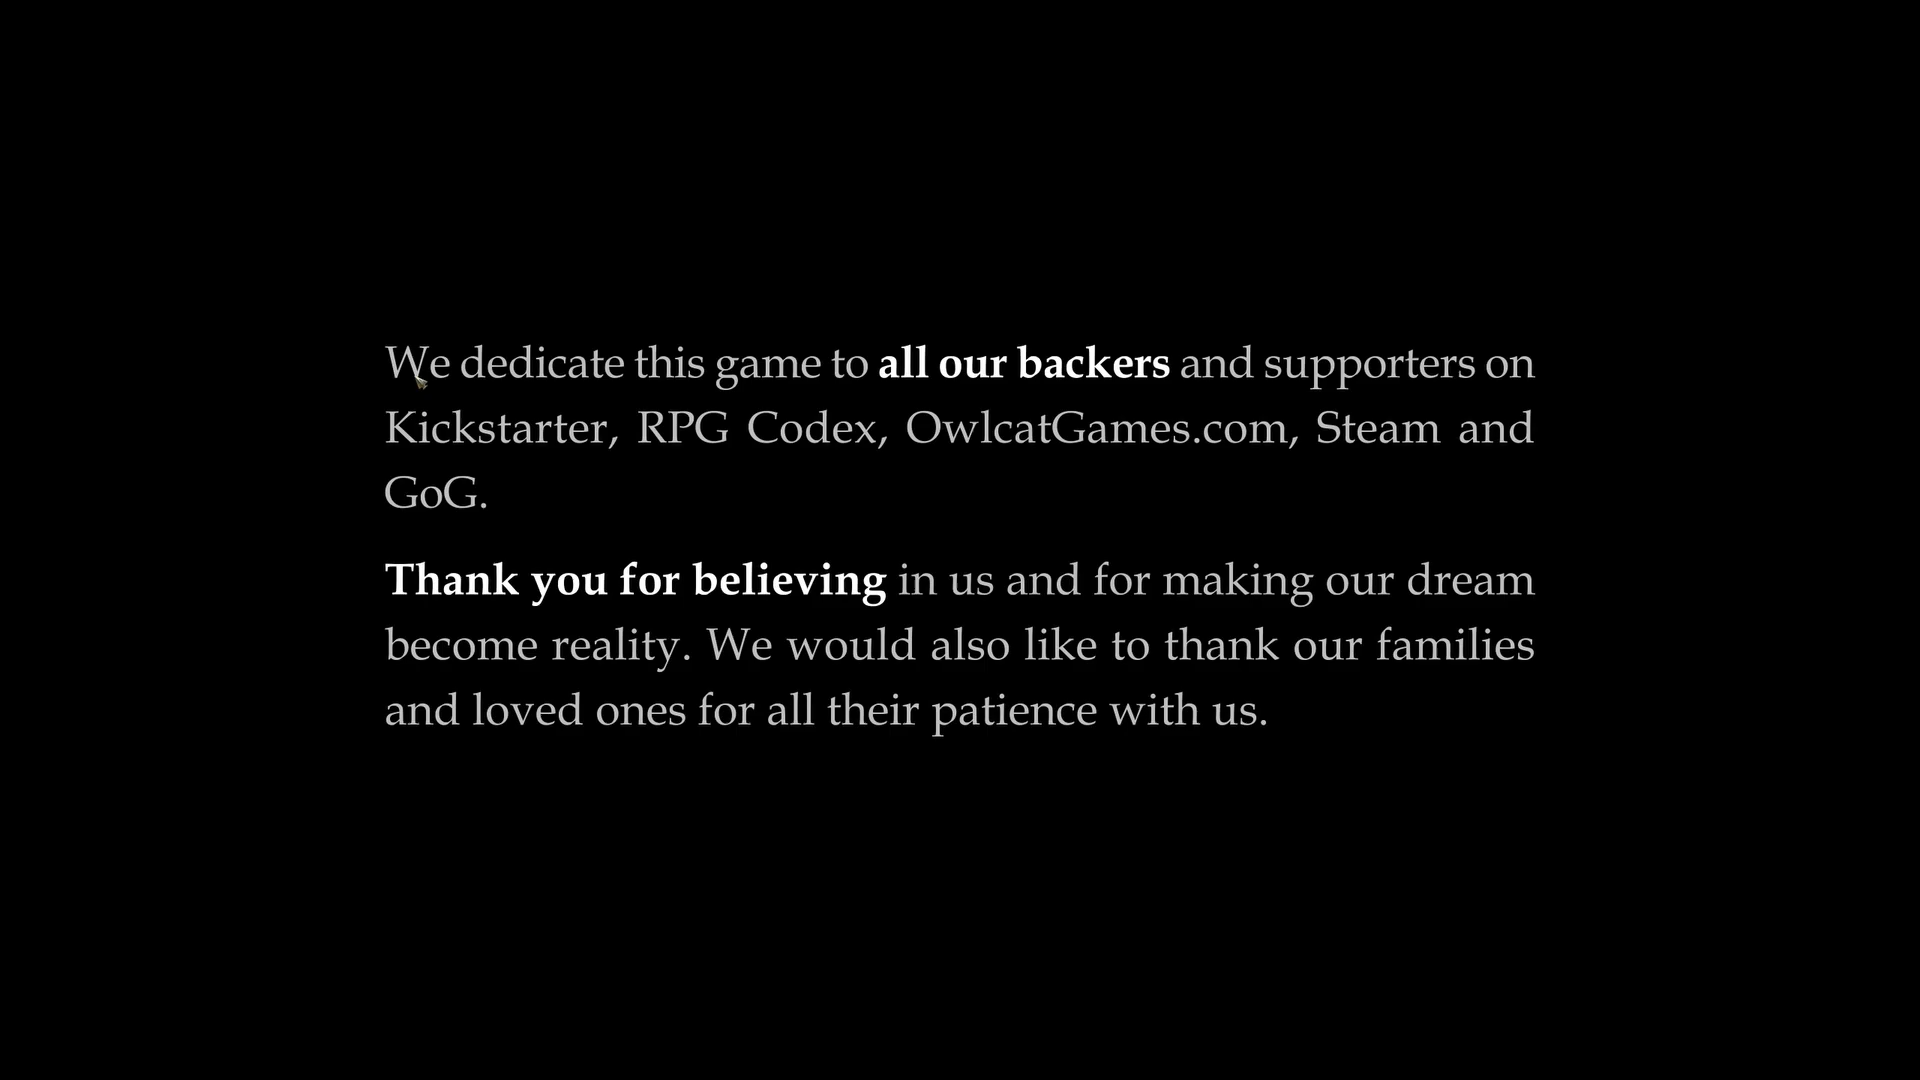 We dedicate this game to all our backers and supporters on
Kickstarter, RPG Codex, OwlcatGames.com, Steam and
GoG.
Thank you for believing in us and for making our dream
become reality. We would also like to thank our families
and loved ones for all their patience with us.